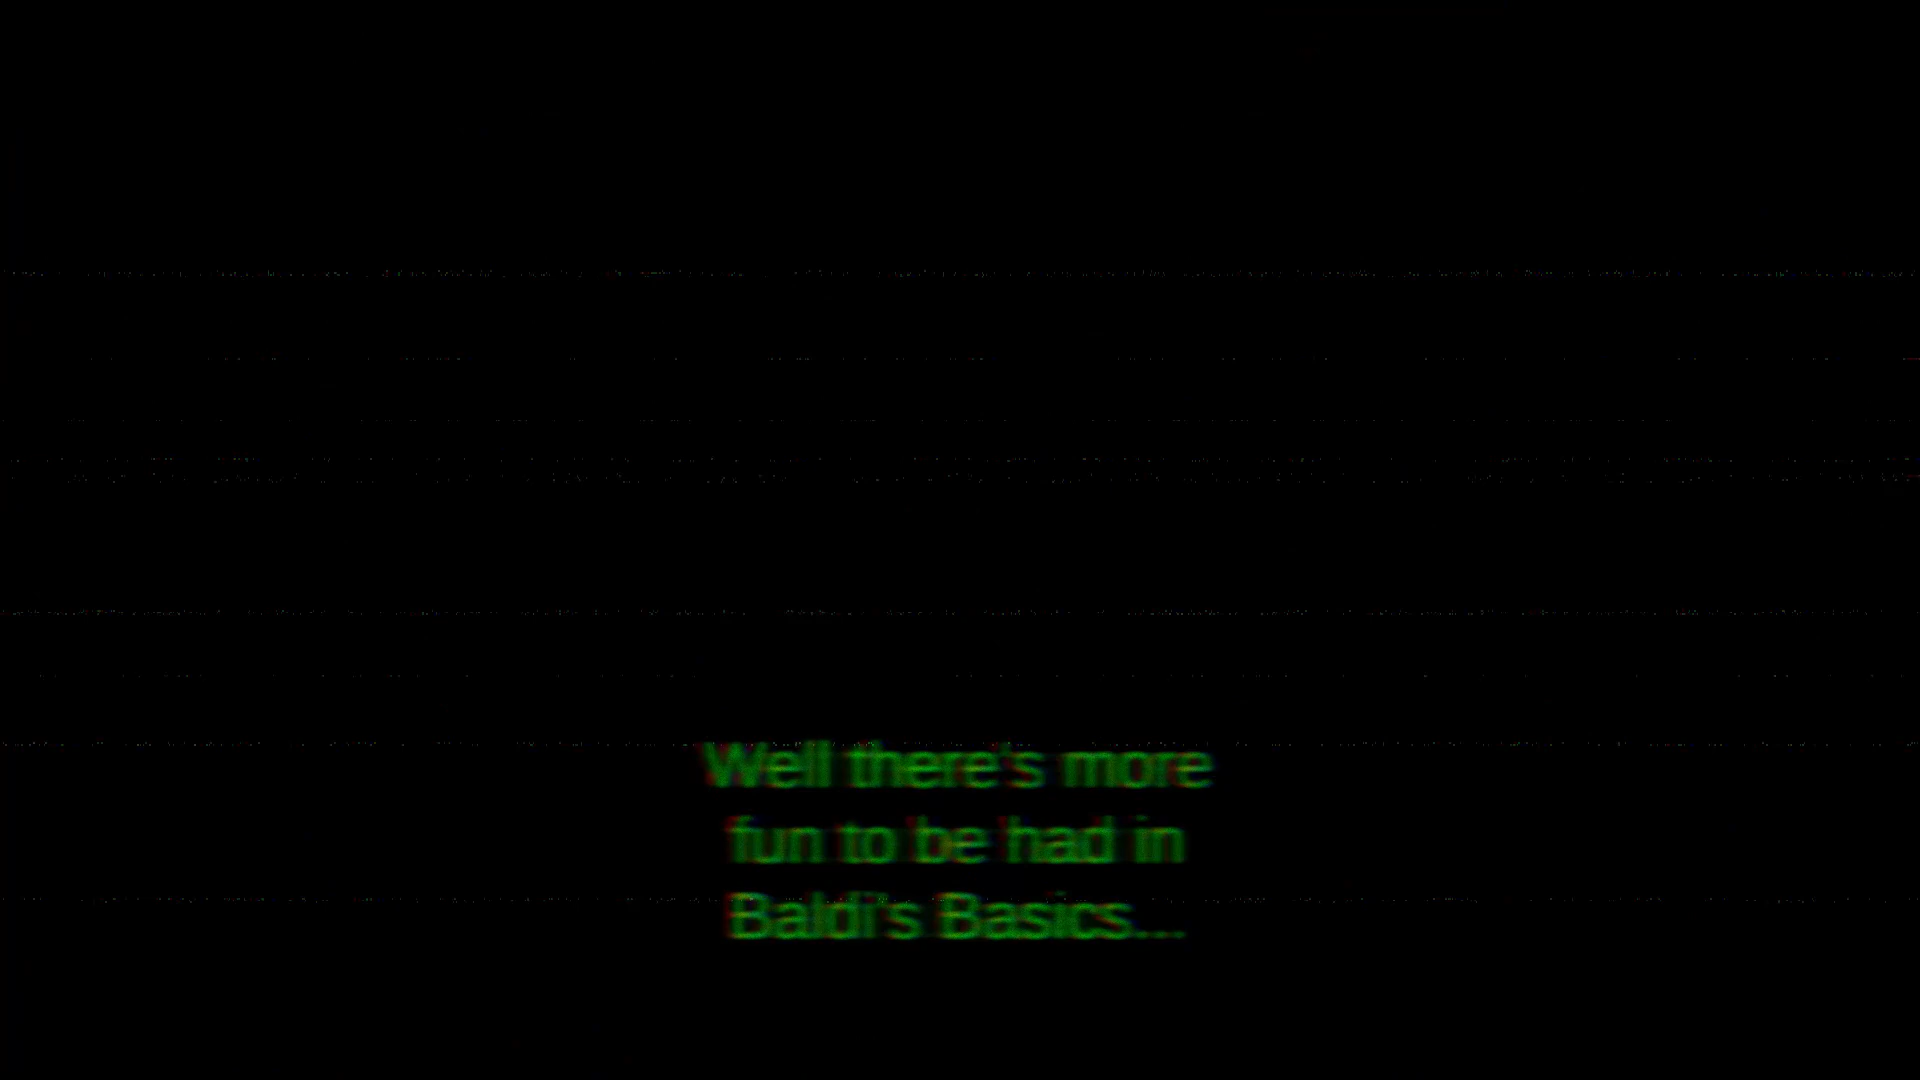 Well there's more
fun to be had in
Baldi's Basics....